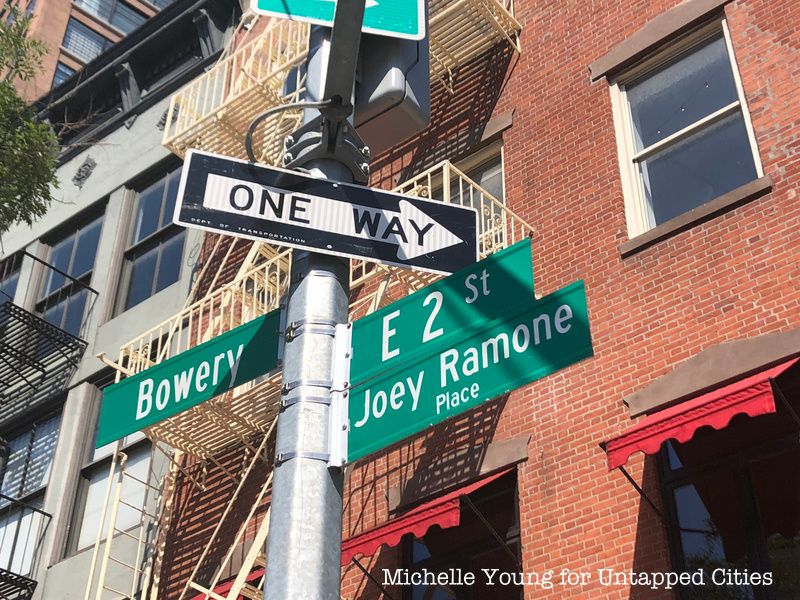 ONE WAY
DEPT. OF TRANSPORTATION
E 2 St
Bowery
Joey Ramone
Place
Michelle Young for Untapped Cities